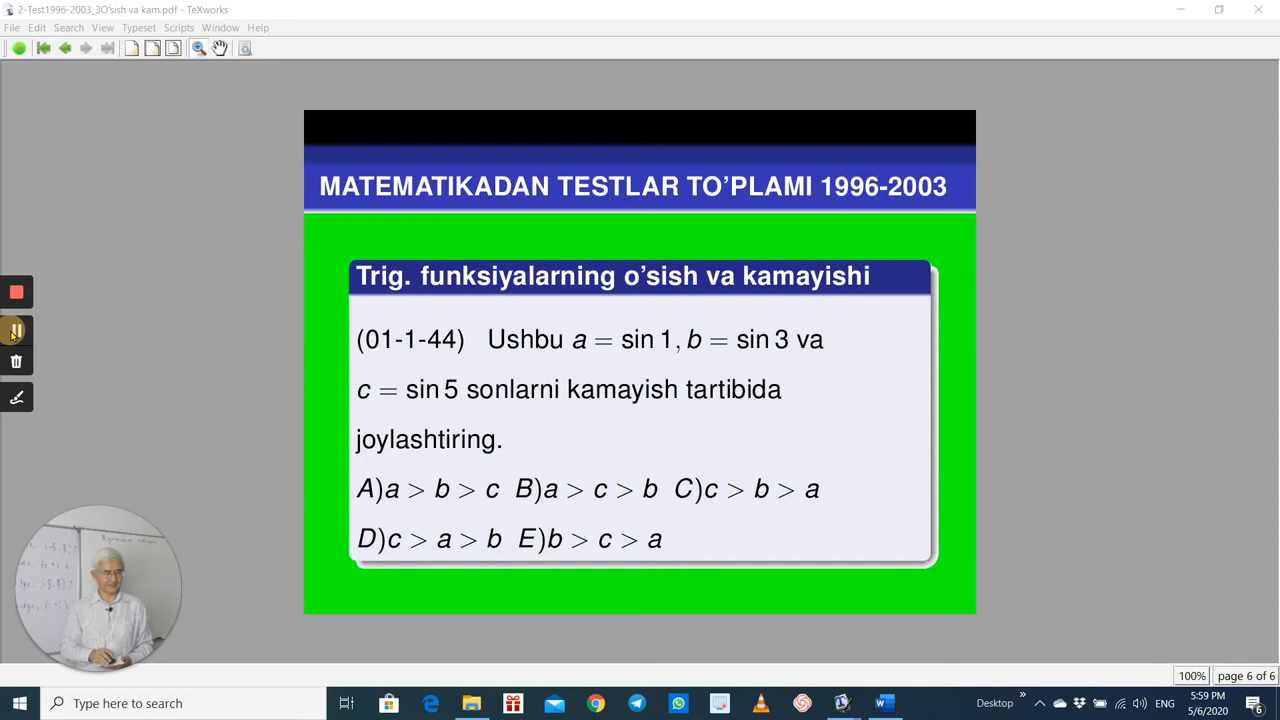 2-Test1996-2003_3O'sish va kam.pdf - TeXworks
File Edit Search View Typeset Scripts Window Help
MATEMATIKADAN TESTLAR TO'PLAMI 1996-2003
Trig. funksiyalarning o'sish va kamayishi
(01-1-44) Ushbu a = sin 1, b = sin 3 va
c = sin 5 sonlarni kamayish tartibida
joylashtiring.
A)a > b > c B)a > c > b C)c > b > a
D)c > a > b E)b > c > a
100% page 6 of 6
Type here to search
Desktop
ENG
5:59 PM
5/6/2020
6